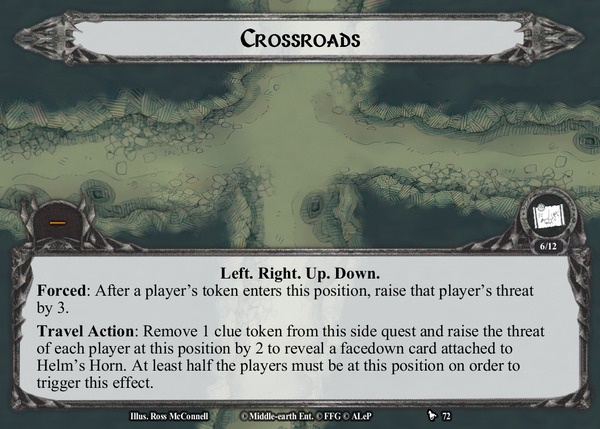 Crossroads
–
6/12
Left. Right. Up. Down.
Forced: After a player's token enters this position, raise that player's threat
by 3.
Travel Action: Remove 1 clue token from this side quest and raise the threat
of each player at this position by 2 to reveal a facedown card attached to
Helm's Horn. At least half the players must be at this position on order to
trigger this effect.
Illus. Ross McConnell © Middle-earth Ent. © FFG © ALeP 72